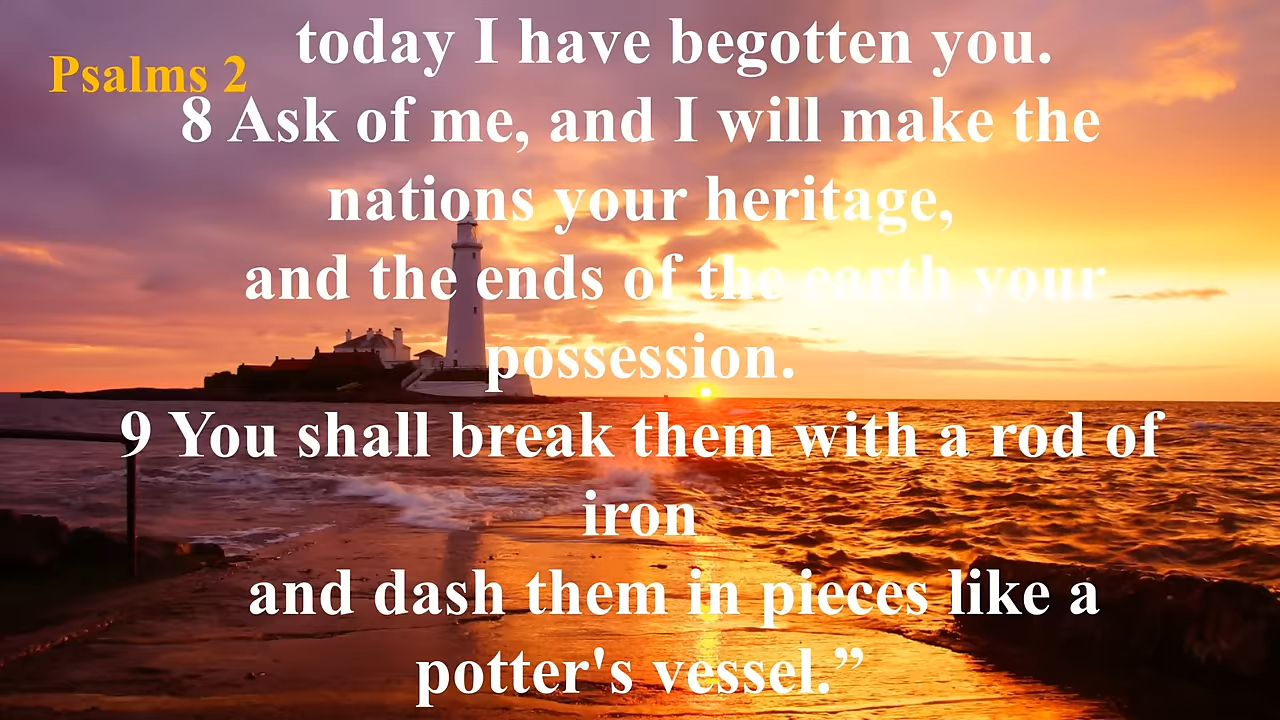 today I have begotten you.
Psalms 2
8 Ask of me, and I will make the
nations your heritage,
and the ends of the earth your
possession.
9 You shall break them with a rod of
iron
and dash them in pieces like a
potter's vessel.”